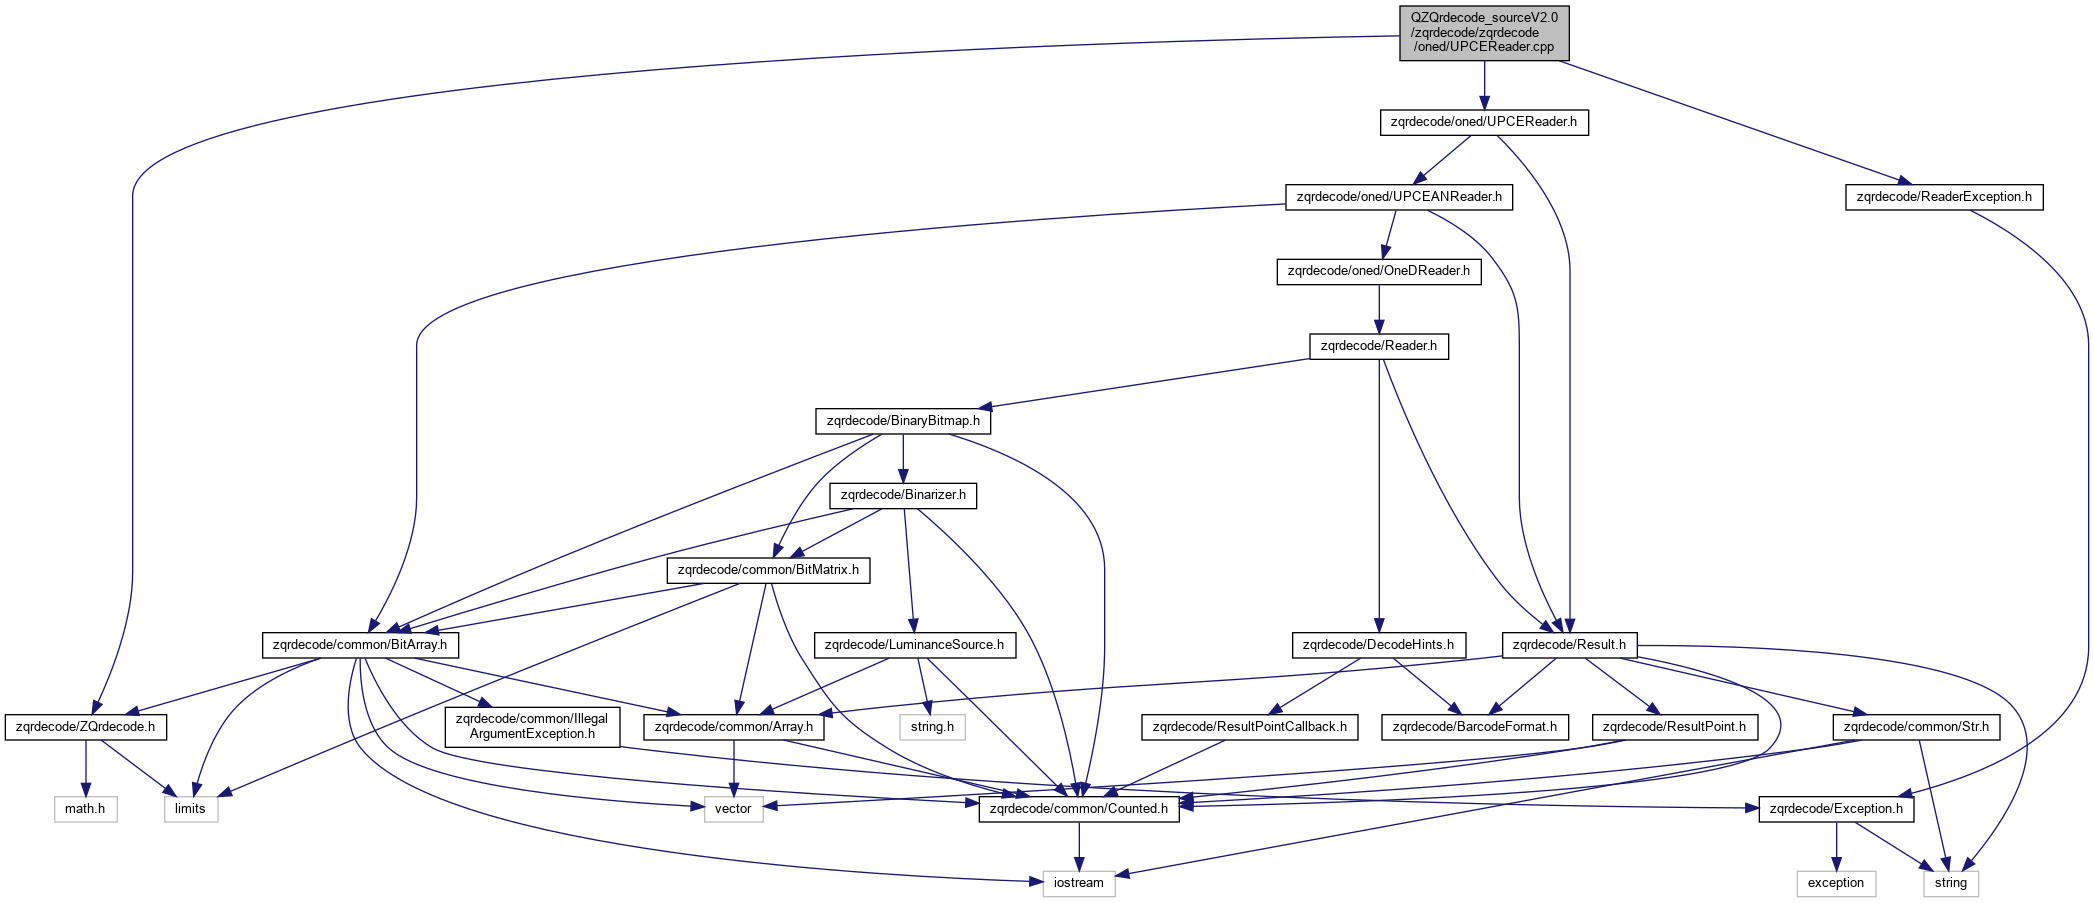 QZQrdecode_sourceV2.0
/zqrdecode/zqrdecode
/oned/UPCEReader.cpp
zqrdecode/oned/UPCEReader.h
zqrdecode/oned/UPCEANReader.h
zqrdecode/ReaderException.h
zqrdecode/oned/OneDReader.h
zqrdecode/Reader.h
zqrdecode/BinaryBitmap.h
zqrdecode/Binarizer.h
zqrdecode/common/BitMatrix.h
zqrdecode/common/BitArray.h
zqrdecode/LuminanceSource.h
zqrdecode/DecodeHints.h
zqrdecode/Result.h
zqrdecode/ZQrdecode.h
zqrdecode/common/Illegal
ArgumentException.h
zqrdecode/common/Array.h
string.h
zqrdecode/ResultPointCallback.h
zqrdecode/BarcodeFormat.h
zqrdecode/ResultPoint.h
zqrdecode/common/Str.h
math.h
limits
vector
zqrdecode/common/Counted.h
zqrdecode/Exception.h
iostream
exception
string